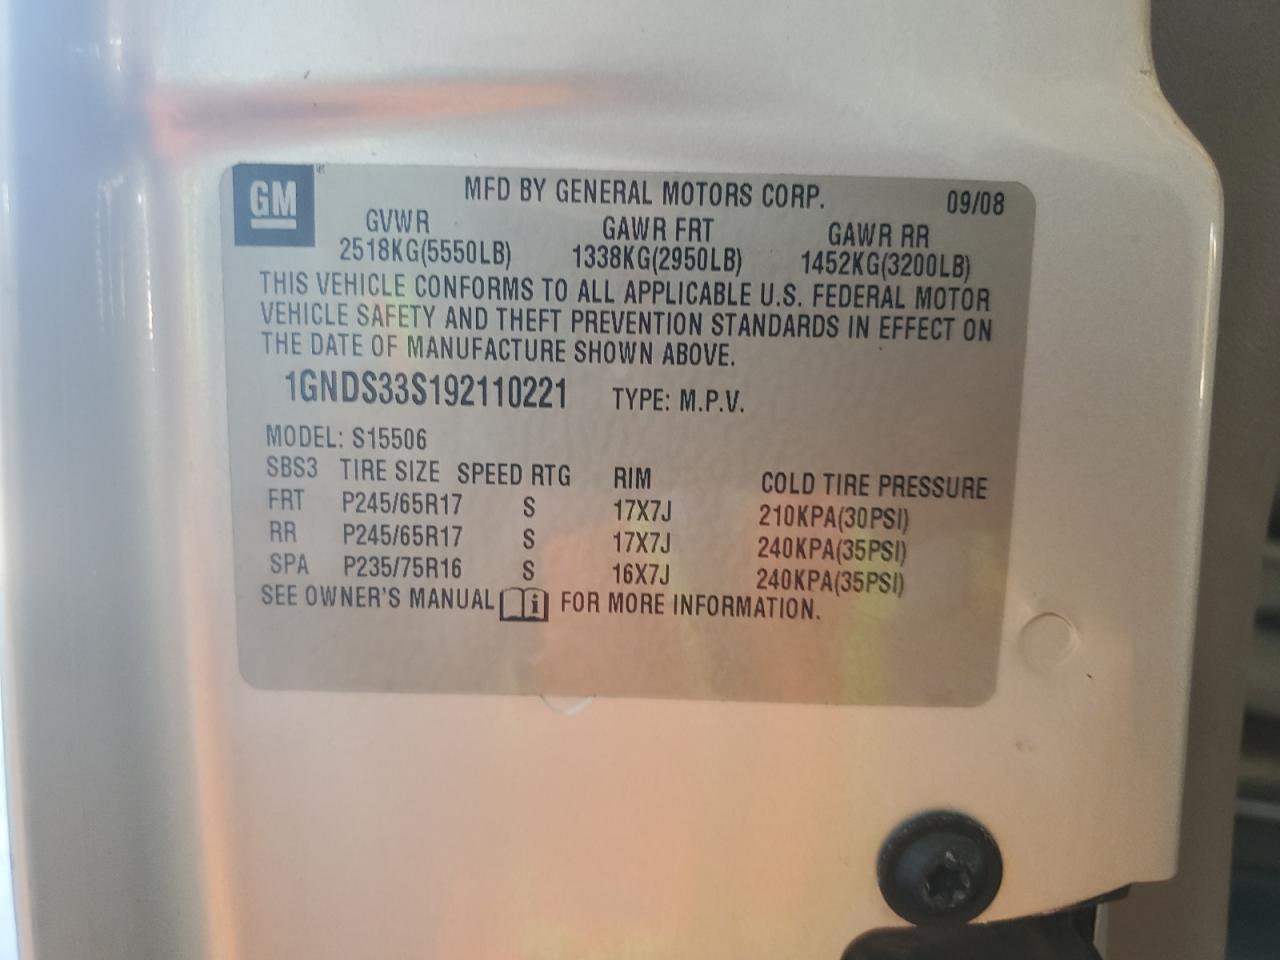 GM
MFD BY GENERAL MOTORS CORP. 09/08
GVWR GAWR FRT GAWR RR
2518KG(5550LB) 1338KG(2950LB) 1452KG(3200LB)
THIS VEHICLE CONFORMS TO ALL APPLICABLE U.S. FEDERAL MOTOR
VEHICLE SAFETY AND THEFT PREVENTION STANDARDS IN EFFECT ON
THE DATE OF MANUFACTURE SHOWN ABOVE.
1GNDS33S192110221 TYPE: M.P.V.
MODEL: S15506
SBS3 TIRE SIZE SPEED RTG RIM COLD TIRE PRESSURE
FRT P245/65R17 S 17X7J 210KPA(30PSI)
RR P245/65R17 S 17X7J 240KPA(35PSI)
SPA P235/75R16 S 16X7J 240KPA(35PSI)
SEE OWNER'S MANUAL i FOR MORE INFORMATION.